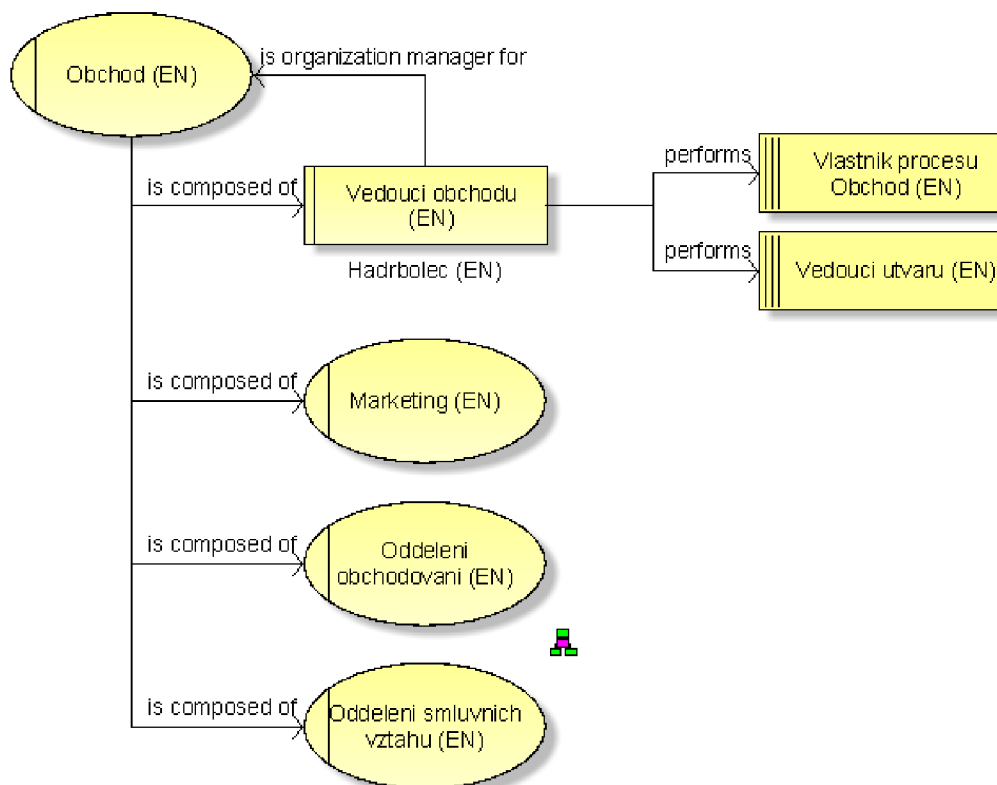 Obchod (EN)
is organization manager for
is composed of
Vedouci obchodu
(EN)
Hadrbolec (EN)
performs
Vlastnik procesu
Obchod (EN)
performs
Vedouci utvaru (EN)
is composed of
Marketing (EN)
is composed of
Oddeleni
obchodovani (EN)
is composed of
Oddeleni smluvnich
vztahu (EN)